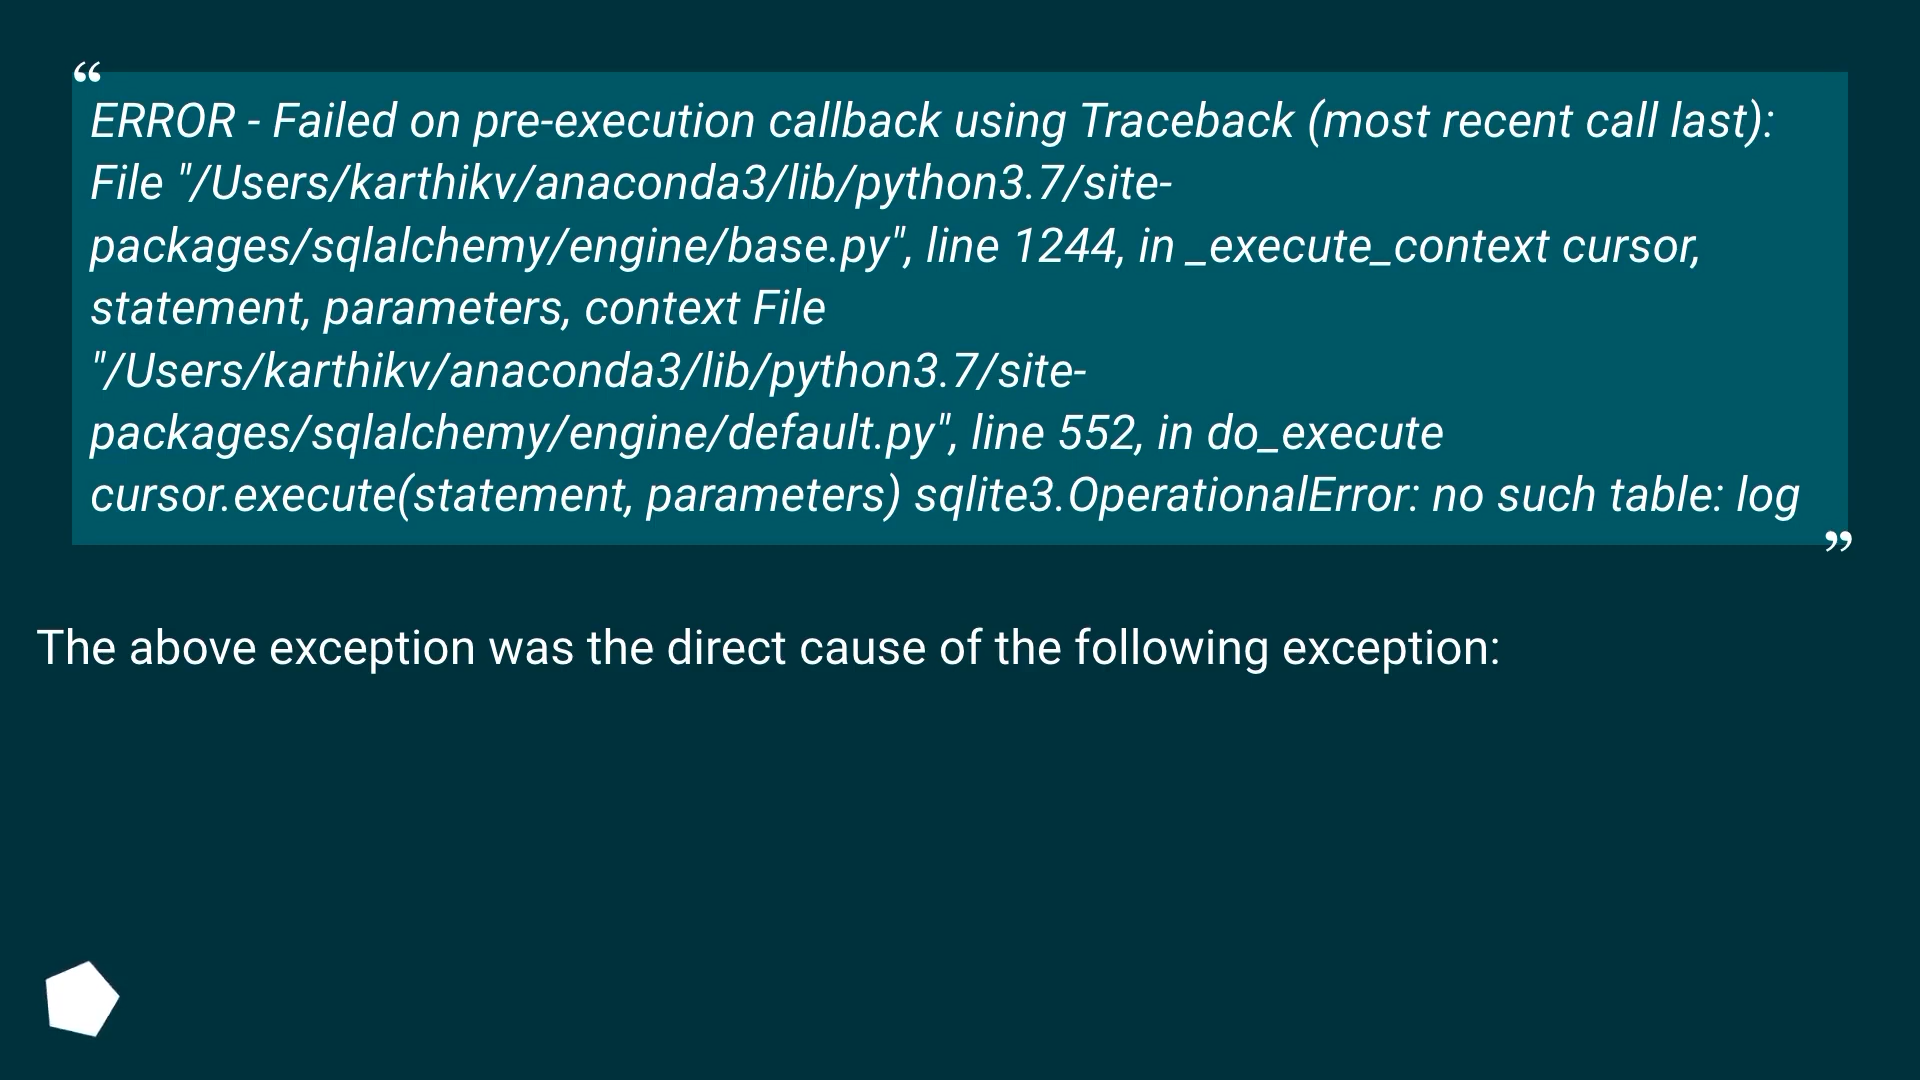 “
ERROR - Failed on pre-execution callback using Traceback (most recent call last):
File "/Users/karthikv/anaconda3/lib/python3.7/site-
packages/sqlalchemy/engine/base.py", line 1244, in _execute_context cursor,
statement, parameters, context File
"/Users/karthikv/anaconda3/lib/python3.7/site-
packages/sqlalchemy/engine/default.py", line 552, in do_execute
cursor.execute(statement, parameters) sqlite3.OperationalError: no such table: log
”
The above exception was the direct cause of the following exception: